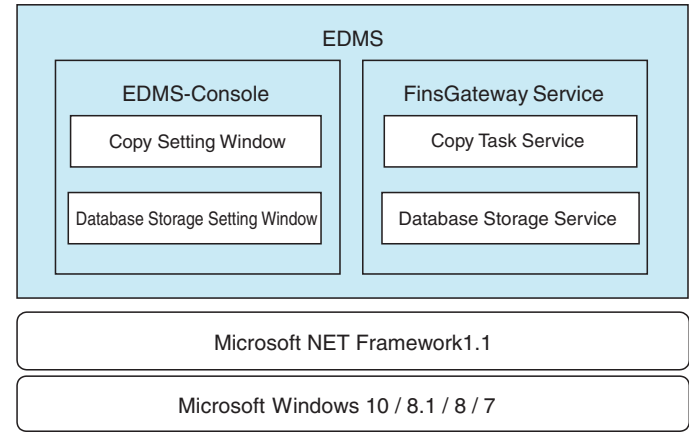 EDMS
EDMS-Console
FinsGateway Service
Copy Setting Window
Copy Task Service
Database Storage Setting Window
Database Storage Service
Microsoft NET Framework1.1
Microsoft Windows 10 / 8.1 / 8 / 7